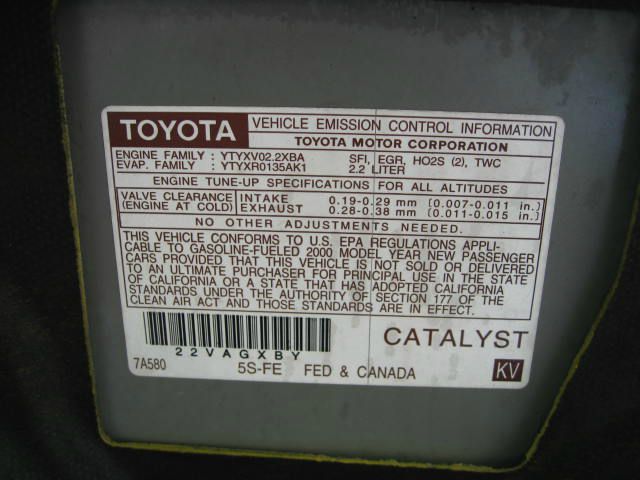 TOYOTA
VEHICLE EMISSION CONTROL INFORMATION
TOYOTA MOTOR CORPORATION
ENGINE FAMILY : YTYXV02.2XBA SFI, EGR, HO2S (2), TWC
EVAP. FAMILY : YTYXR0135AK1 2.2 LITER
ENGINE TUNE-UP SPECIFICATIONS FOR ALL ALTITUDES
VALVE CLEARANCE INTAKE 0.19-0.29 mm (0.007-0.011 in.)
(ENGINE AT COLD) EXHAUST 0.28-0.38 mm (0.011-0.015 in.)
NO OTHER ADJUSTMENTS NEEDED.
THIS VEHICLE CONFORMS TO U.S. EPA REGULATIONS APPLI-
CABLE TO GASOLINE-FUELED 2000 MODEL YEAR NEW PASSENGER
CARS PROVIDED THAT THIS VEHICLE IS NOT SOLD OR DELIVERED
TO AN ULTIMATE PURCHASER FOR PRINCIPAL USE IN THE STATE
OF CALIFORNIA OR A STATE THAT HAS ADOPTED CALIFORNIA
STANDARDS UNDER THE AUTHORITY OF SECTION 177 OF THE
CLEAN AIR ACT AND THOSE STANDARDS ARE IN EFFECT.
22VAGXBY
CATALYST
7A580 5S-FE FED & CANADA KV